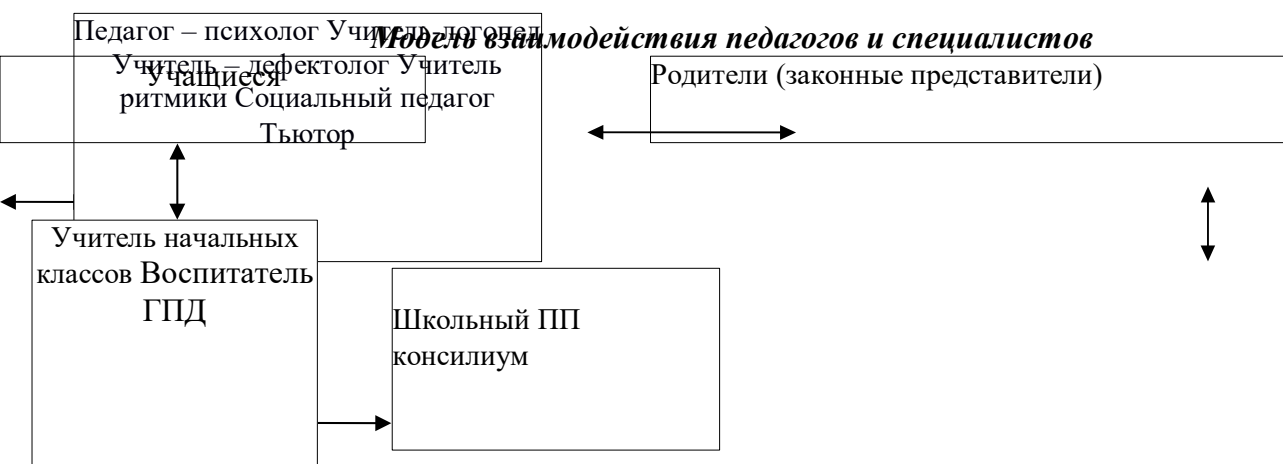 Модель взаимодействия педагогов и специалистов
Педагог – психолог Учитель-логопед
Учитель – дефектолог Учитель
ритмики Социальный педагог
Тьютор
Учащиеся
Родители (законные представители)
Учитель начальных
классов Воспитатель
ГПД
Школьный ПП
консилиум